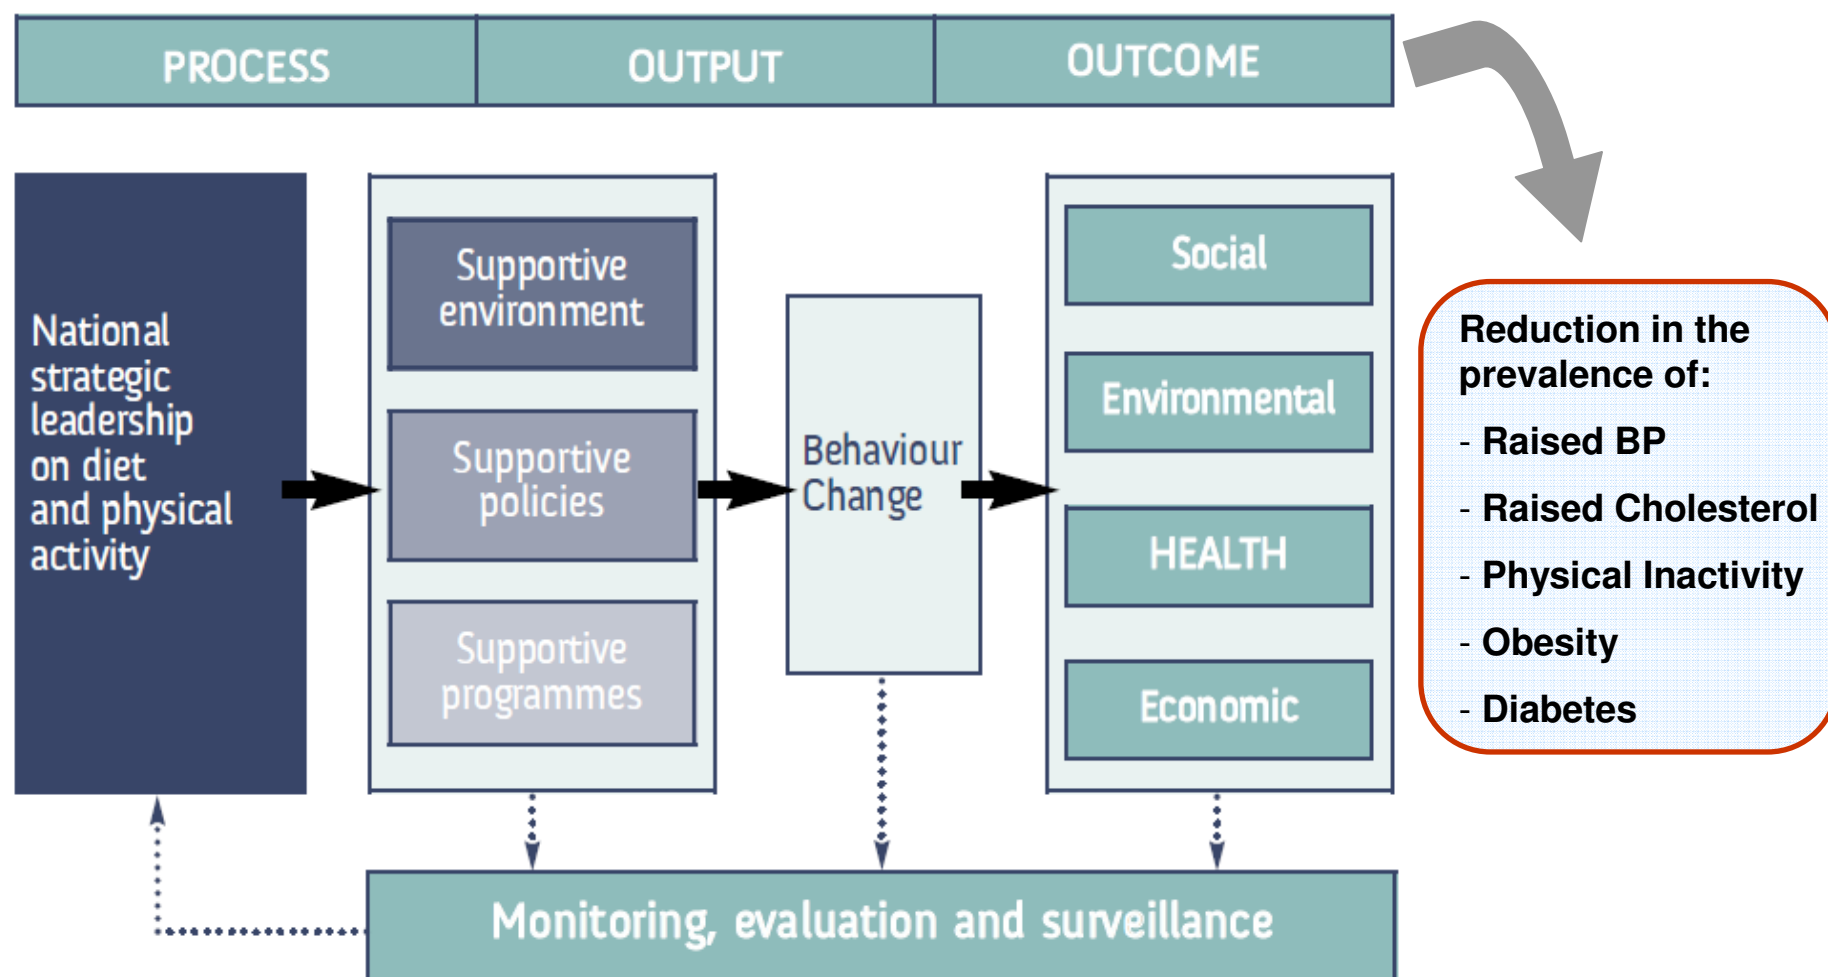 PROCESS
OUTPUT
OUTCOME
National
strategic
leadership
on diet
and physical
activity
Supportive
environment
Supportive
policies
Supportive
programmes
Behaviour
Change
Social
Environmental
HEALTH
Economic
Reduction in the
prevalence of:
- Raised BP
- Raised Cholesterol
- Physical Inactivity
- Obesity
- Diabetes
Monitoring, evaluation and surveillance